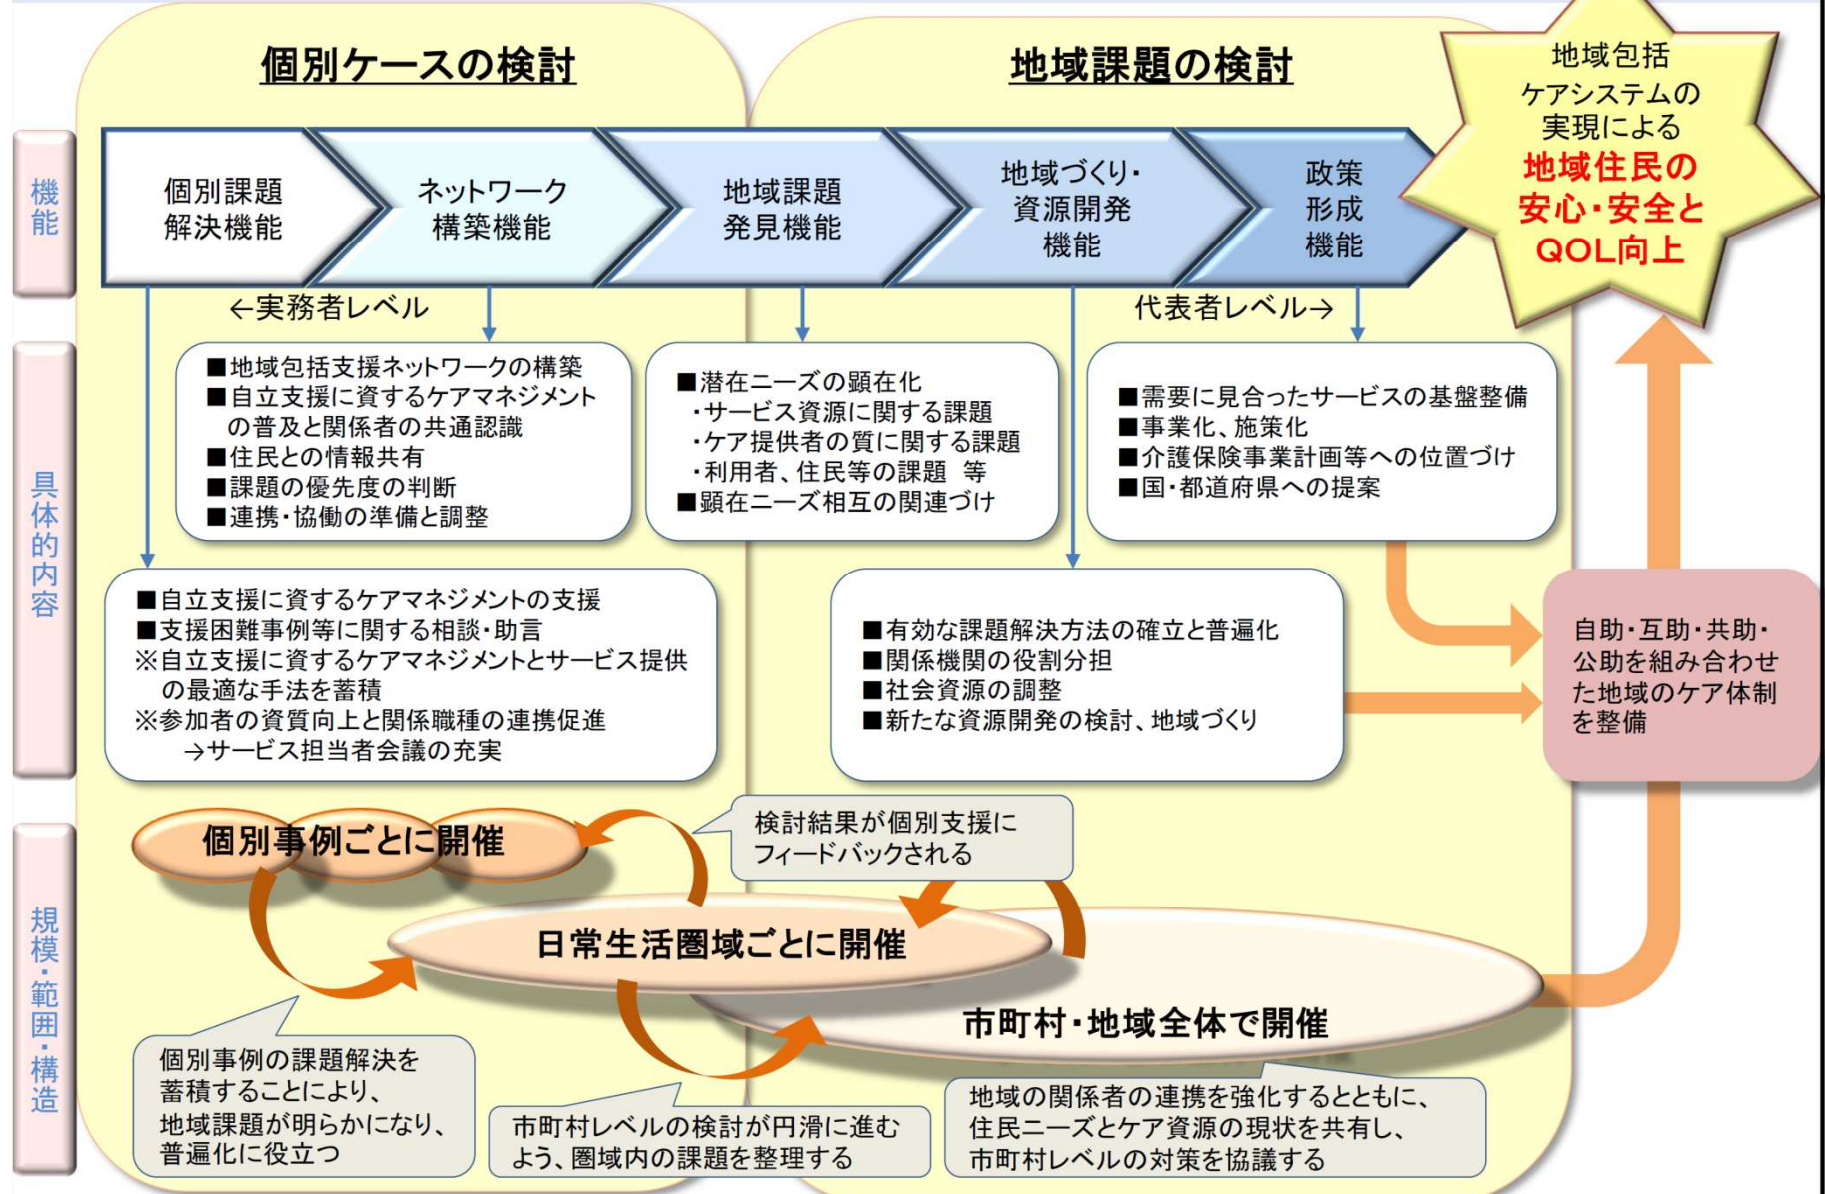 個別ケースの検討
地域課題の検討
地域包括
ケアシステムの
実現による
地域住民の
安心・安全と
QOL向上
機能
個別課題
解決機能
ネットワーク
構築機能
地域課題
発見機能
地域づくり・
資源開発
機能
政策
形成
機能
←実務者レベル
代表者レベル→
具体的内容
■地域包括支援ネットワークの構築
■自立支援に資するケアマネジメント
の普及と関係者の共通認識
■住民との情報共有
■課題の優先度の判断
■連携・協働の準備と調整
■潜在ニーズの顕在化
・サービス資源に関する課題
・ケア提供者の質に関する課題
・利用者、住民等の課題 等
■顕在ニーズ相互の関連づけ
■需要に見合ったサービスの基盤整備
■事業化、施策化
■介護保険事業計画等への位置づけ
■国・都道府県への提案
■自立支援に資するケアマネジメントの支援
■支援困難事例等に関する相談・助言
※自立支援に資するケアマネジメントとサービス提供
の最適な手法を蓄積
※参加者の資質向上と関係職種の連携促進
→サービス担当者会議の充実
■有効な課題解決方法の確立と普遍化
■関係機関の役割分担
■社会資源の調整
■新たな資源開発の検討、地域づくり
自助・互助・共助・
公助を組み合わせ
た地域のケア体制
を整備
規模・範囲・構造
個別事例ごとに開催
検討結果が個別支援に
フィードバックされる
日常生活圏域ごとに開催
市町村・地域全体で開催
個別事例の課題解決を
蓄積することにより、
地域課題が明らかになり、
普遍化に役立つ
市町村レベルの検討が円滑に進む
よう、圏域内の課題を整理する
地域の関係者の連携を強化するとともに、
住民ニーズとケア資源の現状を共有し、
市町村レベルの対策を協議する